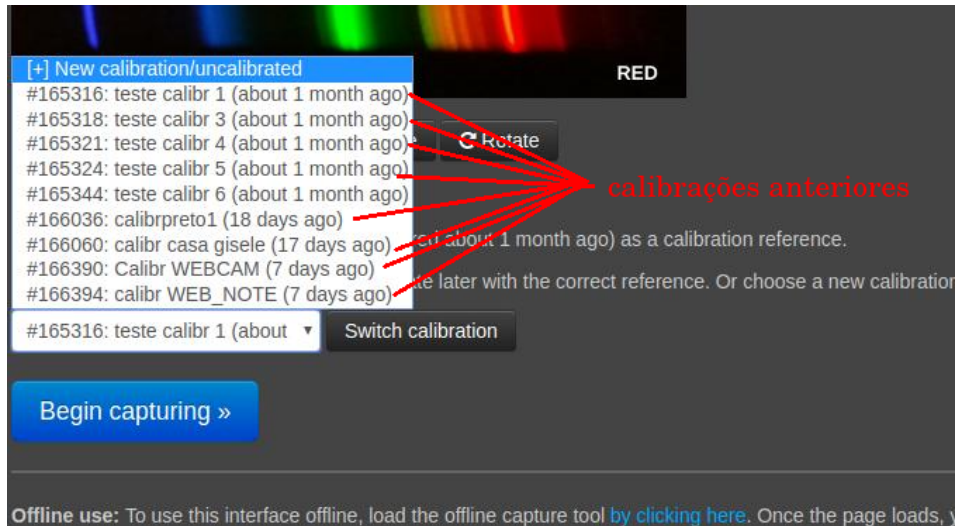 [+] New calibration/uncalibrated
RED
#165316: teste calibr 1 (about 1 month ago)
#165318: teste calibr 3 (about 1 month ago)
#165321: teste calibr 4 (about 1 month ago)
Rotate
#165324: teste calibr 5 (about 1 month ago)
#165344: teste calibr 6 (about 1 month ago)
calibrações anteriores
#166036: calibrpreto1 (18 days ago)
#166060: calibr casa gisele (17 days ago)
about 1 month ago) as a calibration reference.
#166390: Calibr WEBCAM (7 days ago)
later with the correct reference. Or choose a new calibration
#166394: calibr WEB_NOTE (7 days ago)
#165316: teste calibr 1 (about
Switch calibration
Begin capturing »
Offline use: To use this interface offline, load the offline capture tool by clicking here. Once the page loads,